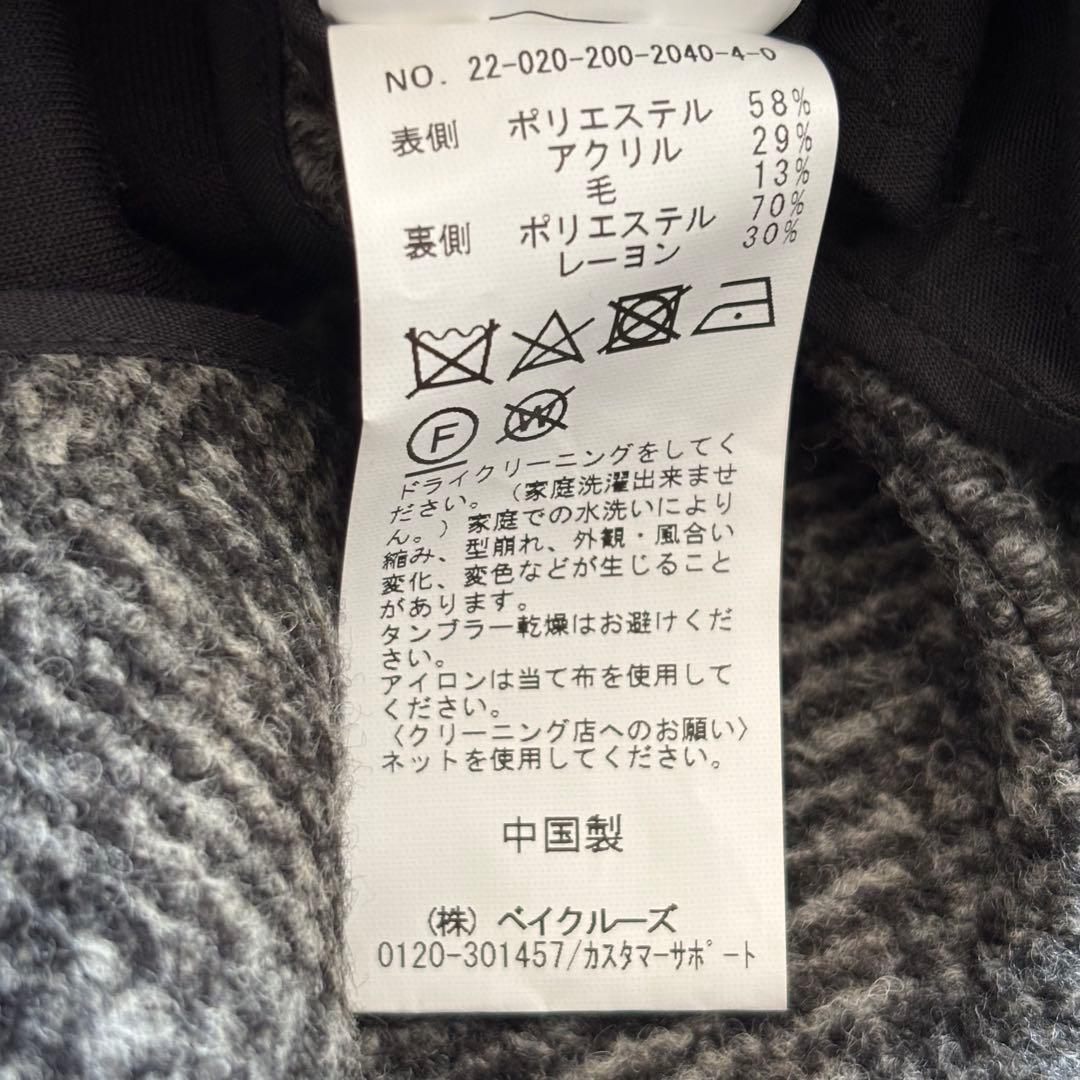 NO. 22-020-200-2040-4-0
表側 ポリエステル 58%
アクリル 29%
毛 13%
裏側 ポリエステル 70%
レーヨン 30%
F W
ドライクリーニングをしてく
ださい。（家庭洗濯出来ませ
ん。）家庭での水洗いにより
縮み、型崩れ、外観・風合い
変化、変色などが生じること
があります。
タンブラー乾燥はお避けくだ
さい。
アイロンは当て布を使用して
ください。
〈クリーニング店へのお願い〉
ネットを使用してください。
中国製
(株) ベイクルーズ
0120-301457/ｶｽﾀﾏｰｻﾎﾟｰﾄ